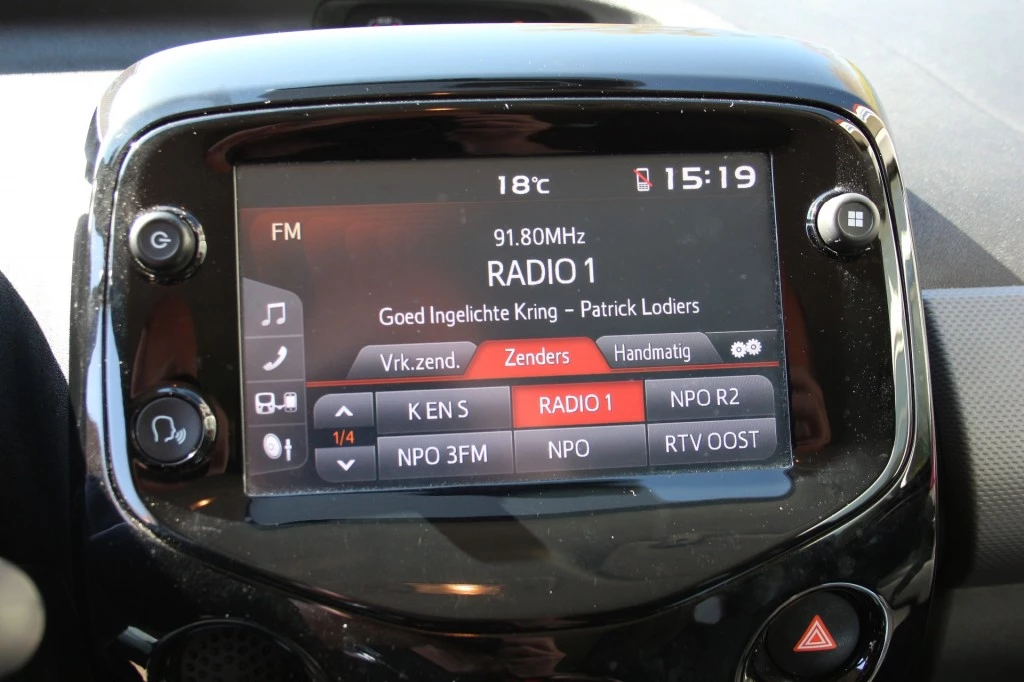 18°C 15:19
FM
91.80MHz
RADIO 1
Goed Ingelichte Kring - Patrick Lodiers
Vrk.zend. Zenders Handmatig
K EN S RADIO 1 NPO R2
1/4
NPO 3FM NPO RTV OOST